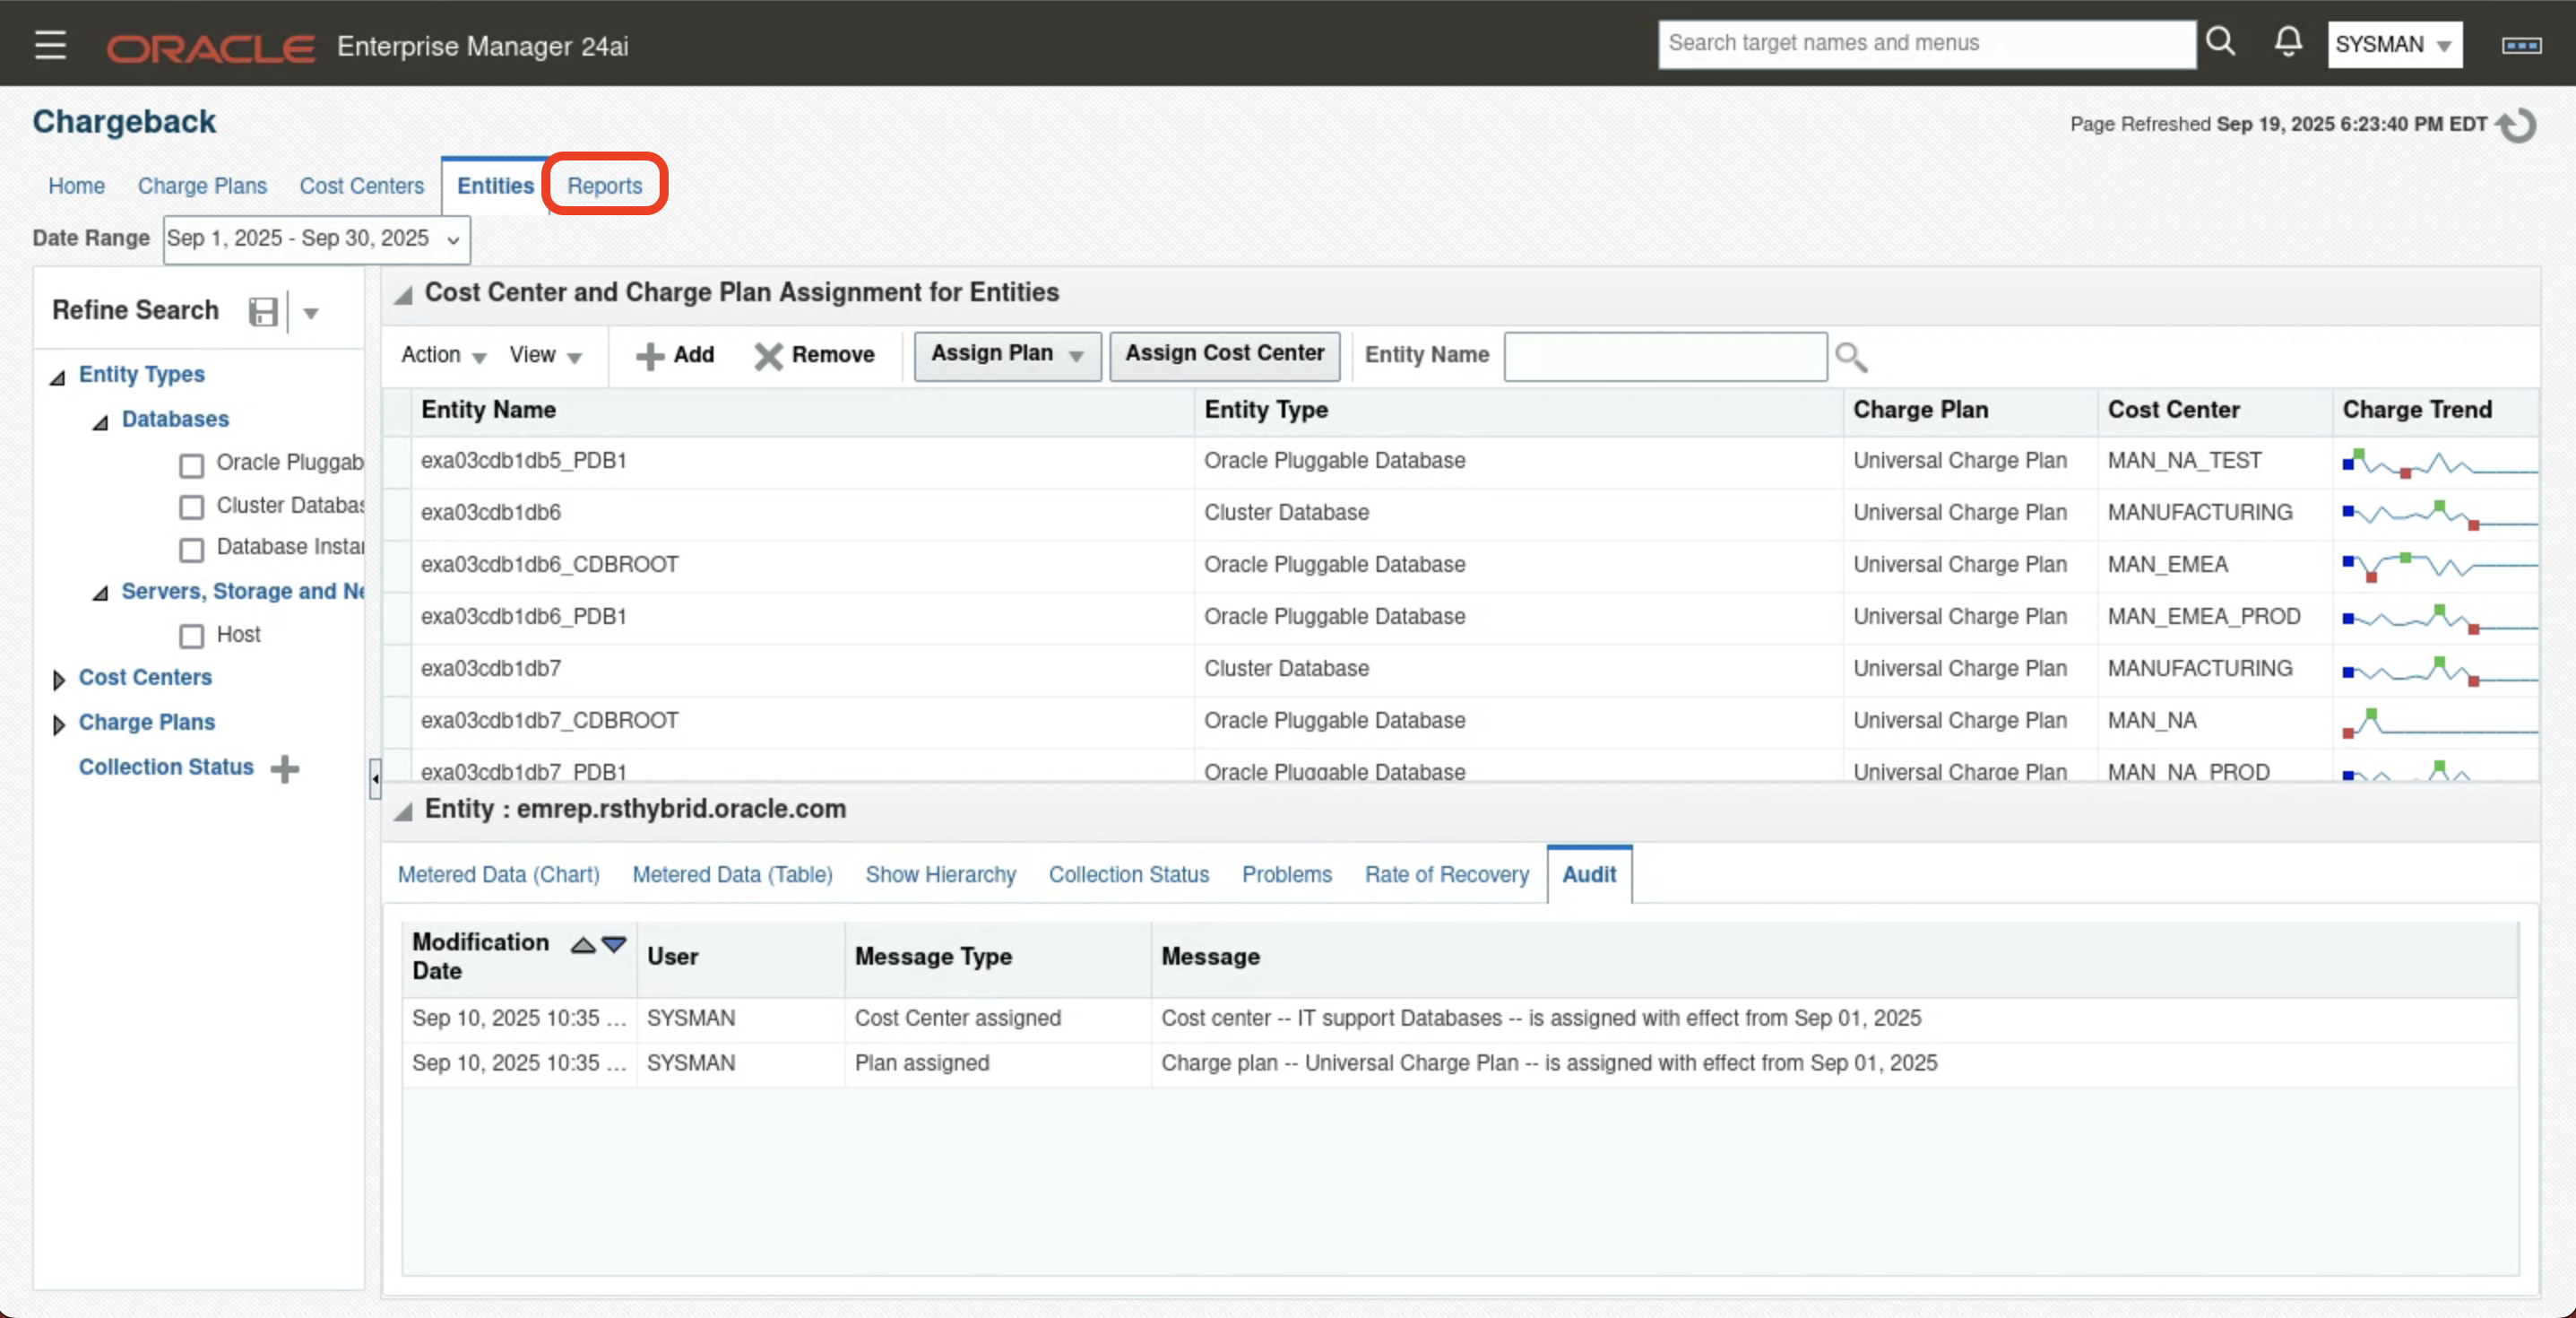 ORACLE Enterprise Manager 24ai
Search target names and menus
SYSMAN
Chargeback
Page Refreshed Sep 19, 2025 6:23:40 PM EDT
Home Charge Plans Cost Centers Entities Reports
Date Range Sep 1, 2025 - Sep 30, 2025
Refine Search
Entity Types
Databases
Oracle Pluggab
Cluster Databas
Database Instar
Servers, Storage and Ne
Host
Cost Centers
Charge Plans
Collection Status
Cost Center and Charge Plan Assignment for Entities
Action View Add Remove Assign Plan Assign Cost Center Entity Name
Entity Name Entity Type Charge Plan Cost Center Charge Trend
exa03cdb1db5_PDB1 Oracle Pluggable Database Universal Charge Plan MAN_NA_TEST
exa03cdb1db6 Cluster Database Universal Charge Plan MANUFACTURING
exa03cdb1db6_CDBROOT Oracle Pluggable Database Universal Charge Plan MAN_EMEA
exa03cdb1db6_PDB1 Oracle Pluggable Database Universal Charge Plan MAN_EMEA_PROD
exa03cdb1db7 Cluster Database Universal Charge Plan MANUFACTURING
exa03cdb1db7_CDBROOT Oracle Pluggable Database Universal Charge Plan MAN_NA
exa03cdb1db7_PDB1 Oracle Pluggable Database Universal Charge Plan MAN_NA_PROD
Entity : emrep.rsthybrid.oracle.com
Metered Data (Chart) Metered Data (Table) Show Hierarchy Collection Status Problems Rate of Recovery Audit
Modification
Date User Message Type Message
Sep 10, 2025 10:35 ... SYSMAN Cost Center assigned Cost center -- IT support Databases -- is assigned with effect from Sep 01, 2025
Sep 10, 2025 10:35 ... SYSMAN Plan assigned Charge plan -- Universal Charge Plan -- is assigned with effect from Sep 01, 2025